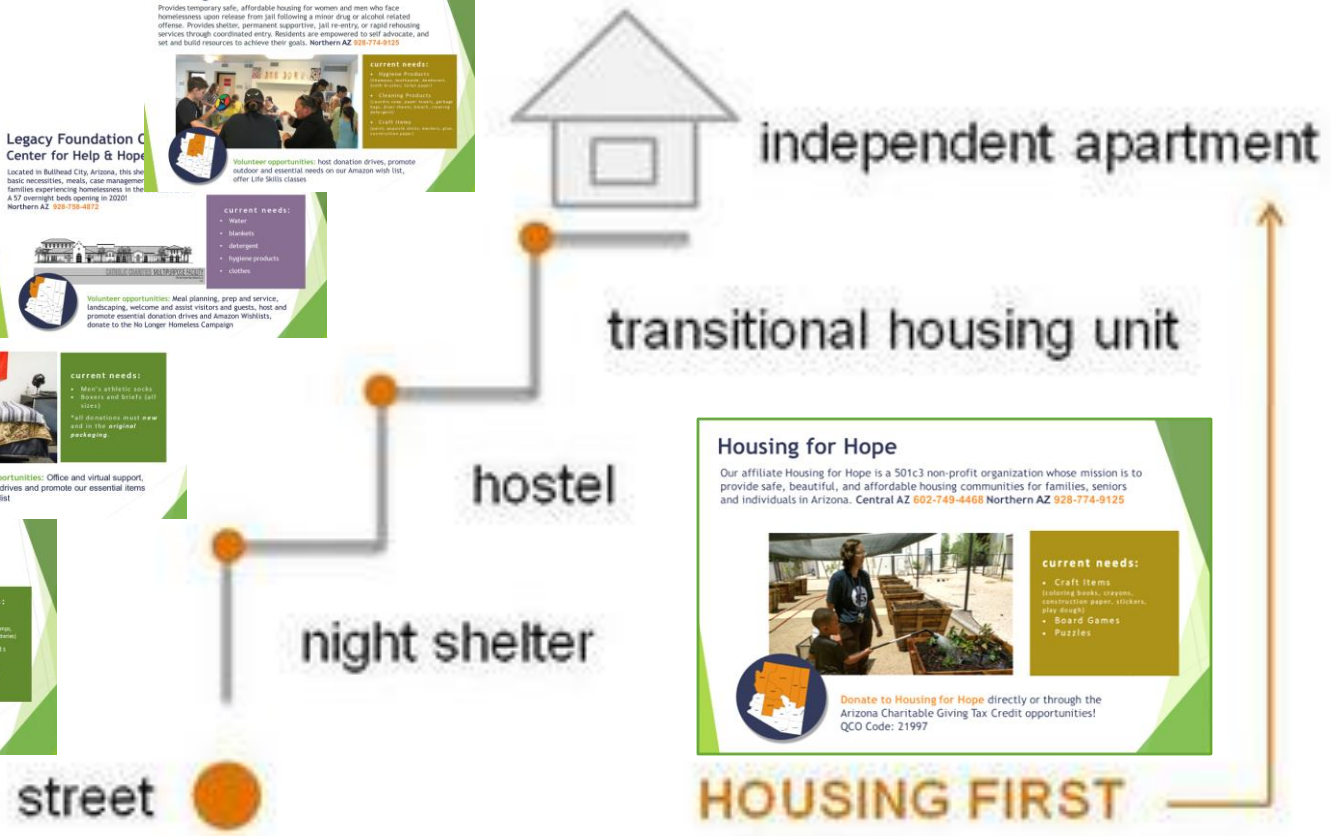 Provides temporary safe, affordable housing for women and men who face
homelessness upon release from jail following a minor drug or alcohol related
offense. Provides shelter, permanent supportive, jail re-entry, or rapid rehousing
services through coordinated entry. Residents are empowered to self advocate, and
set and build resources to achieve their goals. Northern AZ 928-774-9125
current needs:
• Hygiene Products
• Cleaning Products
• Craft Items
Volunteer opportunities: host donation drives, promote
outdoor and essential needs on our Amazon wish list,
offer Life Skills classes
Legacy Foundation
Center for Help & Hope
Located in Bullhead City, Arizona, this
basic necessities, meals, case
families experiencing homelessness in
A 57 overnight beds opening in 2020!
Northern AZ 928-758-4872
current needs:
• Water
• blankets
• detergent
• hygiene products
• clothes
CATHOLIC CHARITIES MULTIPURPOSE FACILITY
Volunteer opportunities: Meal planning, prep and service,
landscaping, welcome and assist visitors and guests, host and
promote essential donation drives and Amazon Wishlists,
donate to the No Longer Homeless Campaign
current needs:
• Men's athletic socks
• Boxers and briefs (all
sizes)
*all donations must new
and in the original
packaging.
Office and virtual support,
drives and promote our essential items
list
independent apartment
transitional housing unit
hostel
night shelter
street
Housing for Hope
Our affiliate Housing for Hope is a 501c3 non-profit organization whose mission is to
provide safe, beautiful, and affordable housing communities for families, seniors
and individuals in Arizona. Central AZ 602-749-4468 Northern AZ 928-774-9125
current needs:
• Craft Items
(coloring books, crayons,
construction paper, stickers,
play dough)
• Board Games
• Puzzles
Donate to Housing for Hope directly or through the
Arizona Charitable Giving Tax Credit opportunities!
QCO Code: 21997
HOUSING FIRST